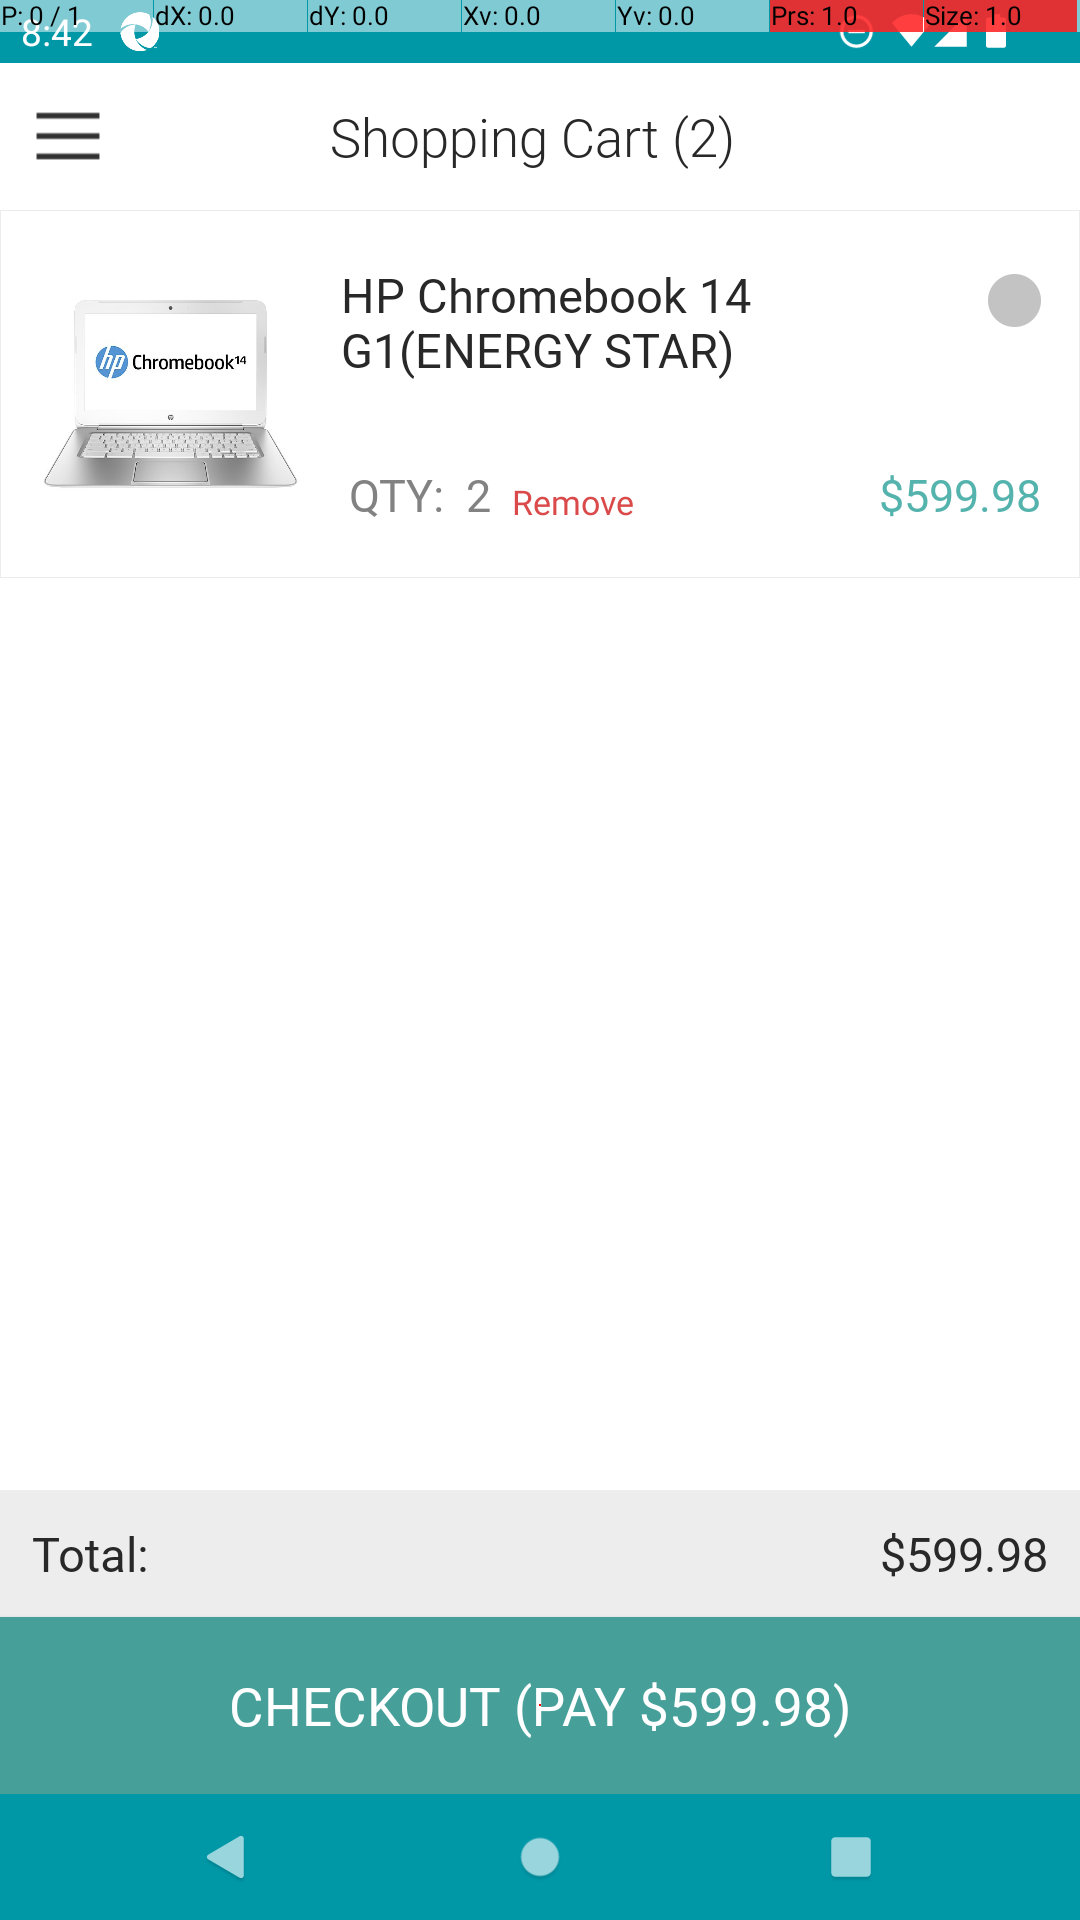 P: 0 / 1 dX: 0.0 dY: 0.0 Xv: 0.0 Yv: 0.0 Prs: 1.0 Size: 1.0
8:42
Shopping Cart (2)
HP Chromebook 14
G1(ENERGY STAR)
hp Chromebook14
QTY: 2 Remove $599.98
Total: $599.98
CHECKOUT (PAY $599.98)